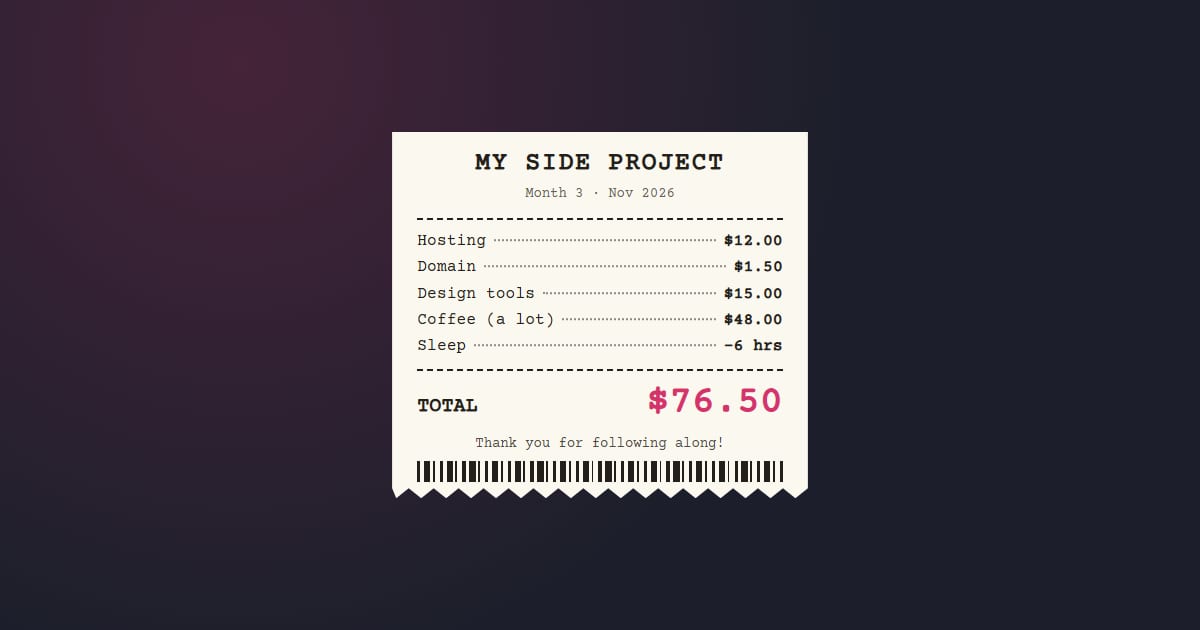 MY SIDE PROJECT
Month 3 · Nov 2026
Hosting $12.00
Domain $1.50
Design tools $15.00
Coffee (a lot) $48.00
Sleep −6 hrs
TOTAL $76.50
Thank you for following along!